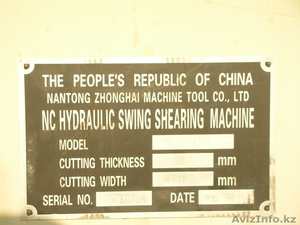 THE PEOPLE'S REPUBLIC OF CHINA
NANTONG ZHONGHAI MACHINE TOOL CO., LTD
NC HYDRAULIC SWING SHEARING MACHINE
MODEL
CUTTING THICKNESS mm
CUTTING WIDTH mm
SERIAL NO. DATE
AvizInfo.kz